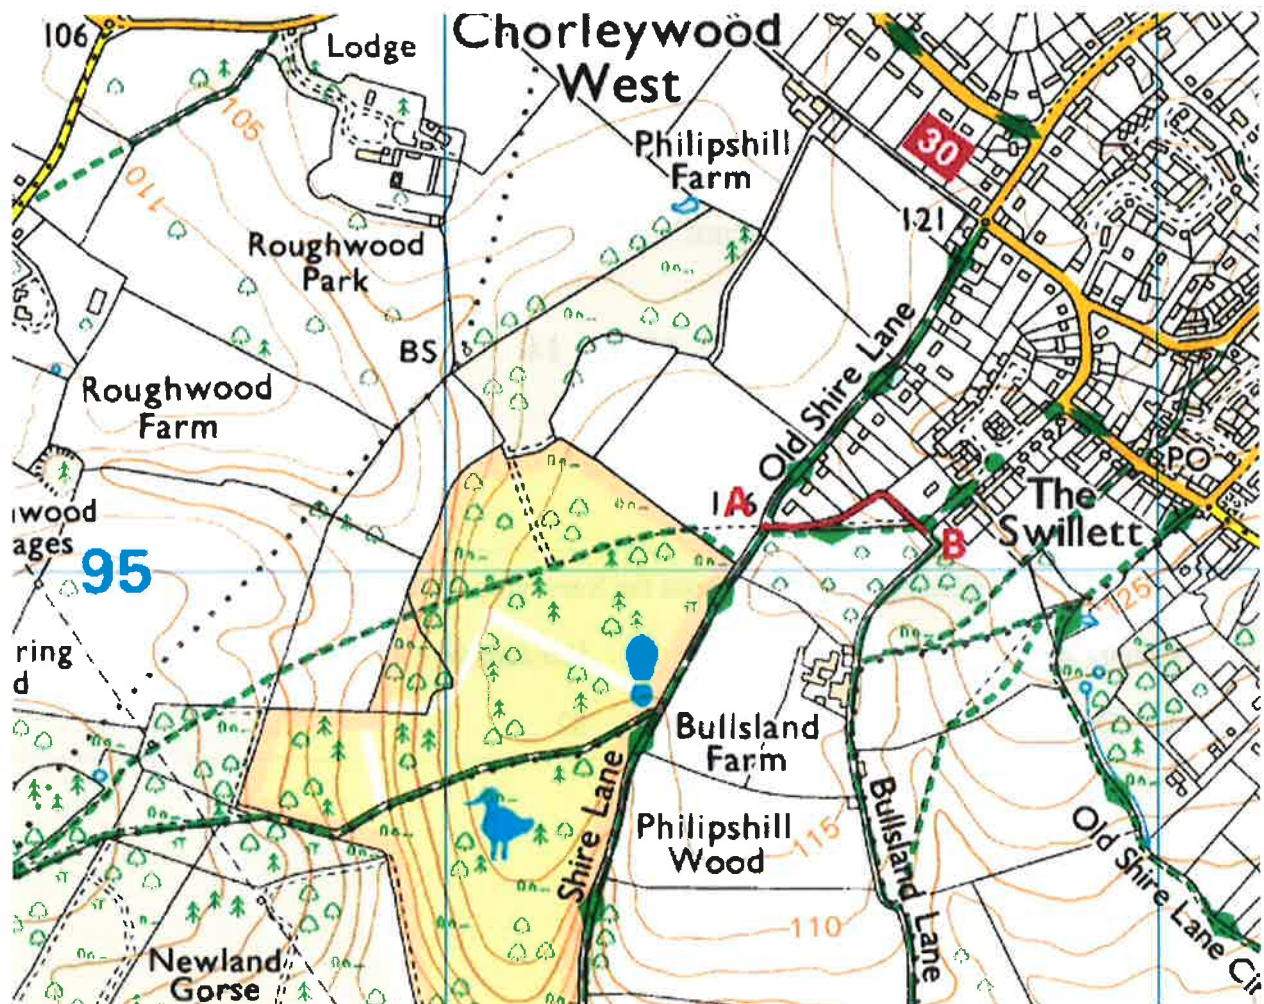 106
Lodge
Chorleywood
West
105
110
Philipshill
Farm
30
121
Roughwood
Park
BS
Roughwood
Farm
Old Shire Lane
PO
The
Swillett
A
B
wood
ages
95
125
ring
d
Bullsland
Farm
Shire Lane
Philipshill
Wood
115
Bullsland Lane
Old Shire Lane Cir
110
Newland
Gorse